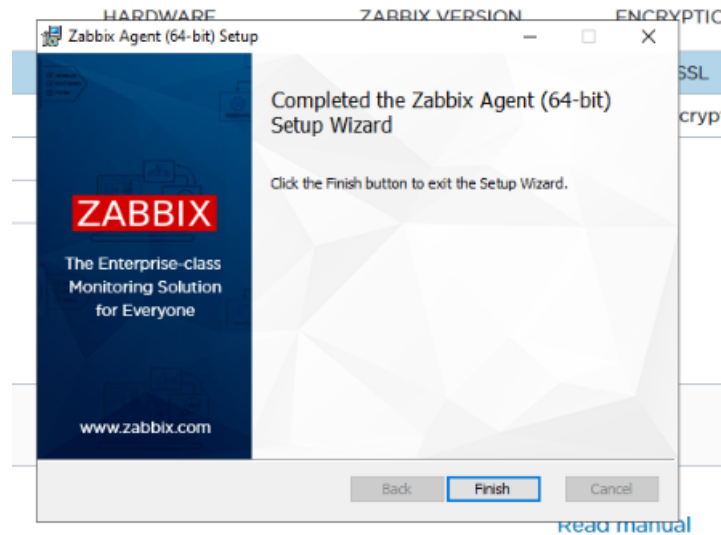 HARDWARE ZABBIX VERSION
Zabbix Agent (64-bit) Setup
SSL
Completed the Zabbix Agent (64-bit)
Setup Wizard
Click the Finish button to exit the Setup Wizard.
ZABBIX
The Enterprise-class
Monitoring Solution
for Everyone
www.zabbix.com
Back Finish Cancel
Read manual